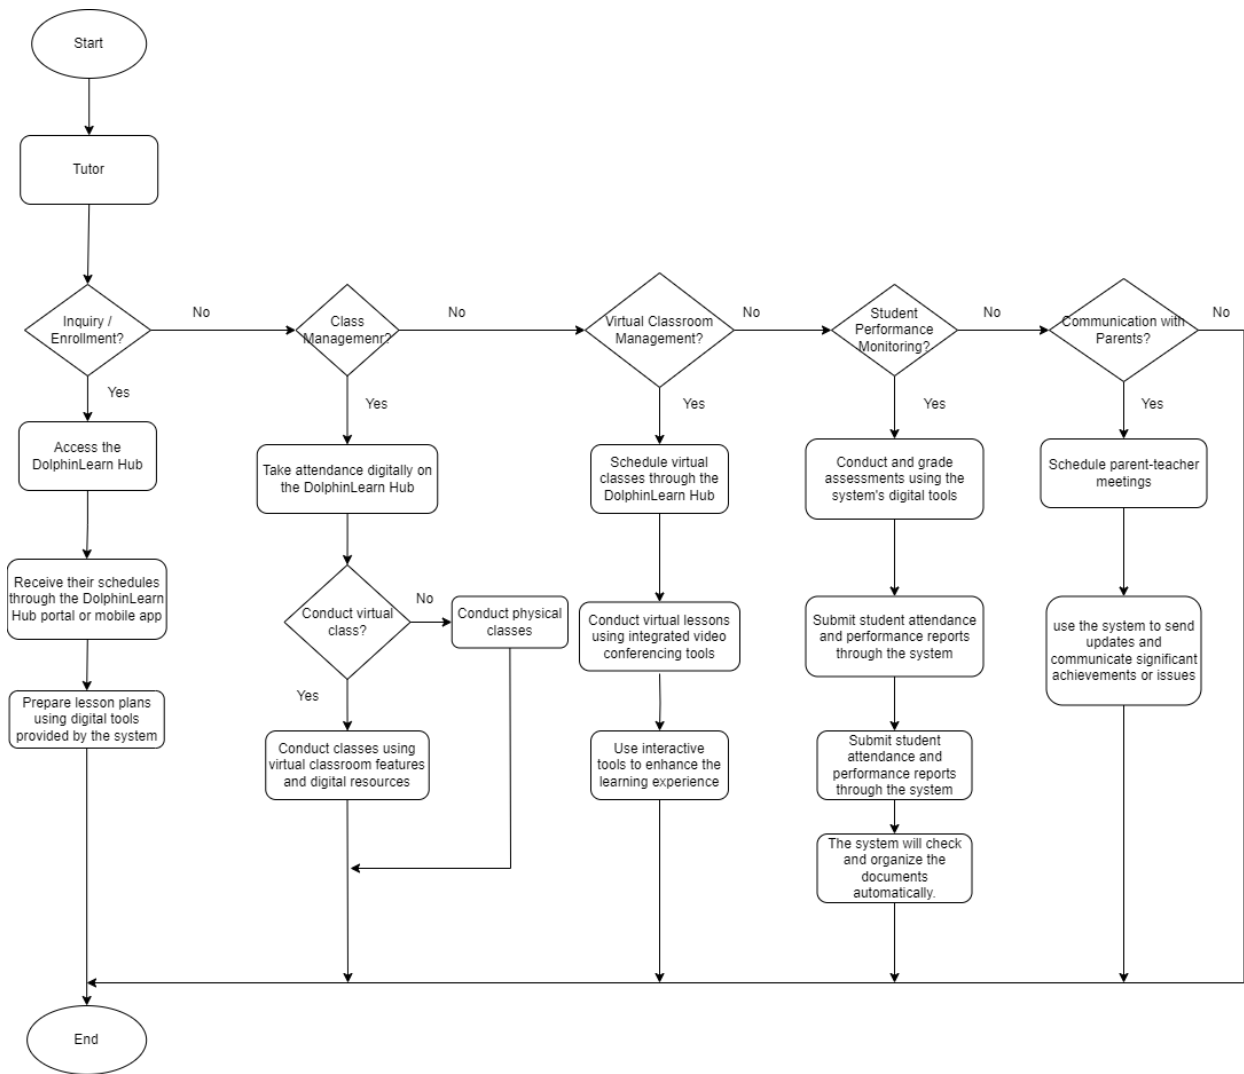 Start
Tutor
Inquiry /
Enrollment?
No
Class
Management?
No
Virtual Classroom
Management?
No
Student
Performance
Monitoring?
No
Communication with
Parents?
No
Yes
Access the
DolphinLearn Hub
Receive their schedules
through the DolphinLearn
Hub portal or mobile app
Prepare lesson plans
using digital tools
provided by the system
Yes
Take attendance digitally on
the DolphinLearn Hub
Conduct virtual
class?
No
Conduct physical
classes
Yes
Conduct classes using
virtual classroom features
and digital resources
Yes
Schedule virtual
classes through the
DolphinLearn Hub
Conduct virtual lessons
using integrated video
conferencing tools
Use interactive
tools to enhance the
learning experience
Yes
Conduct and grade
assessments using the
system's digital tools
Submit student attendance
and performance reports
through the system
Submit student
attendance and
performance reports
through the system
The system will check
and organize the
documents
automatically.
Yes
Schedule parent-teacher
meetings
use the system to send
updates and
communicate significant
achievements or issues
End